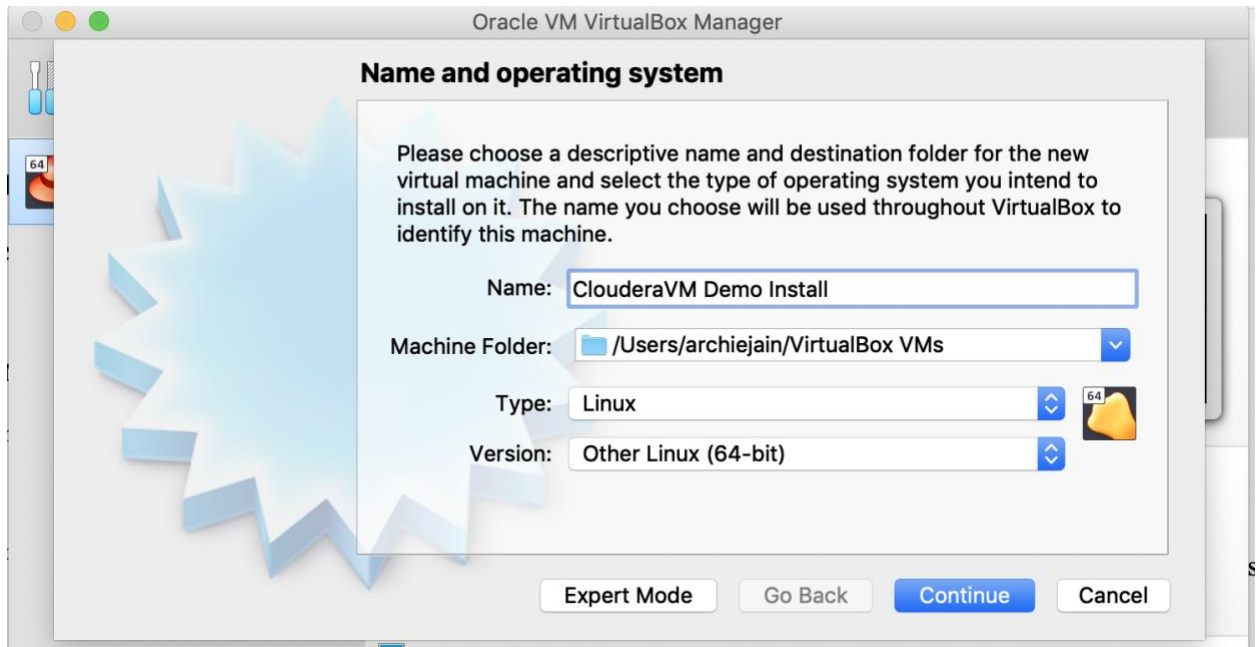 Oracle VM VirtualBox Manager
Name and operating system
64
Please choose a descriptive name and destination folder for the new
virtual machine and select the type of operating system you intend to
install on it. The name you choose will be used throughout VirtualBox to
identify this machine.
Name: ClouderaVM Demo Install
Machine Folder: /Users/archiejain/VirtualBox VMs
Type: Linux
64
Version: Other Linux (64-bit)
Expert Mode Go Back Continue Cancel